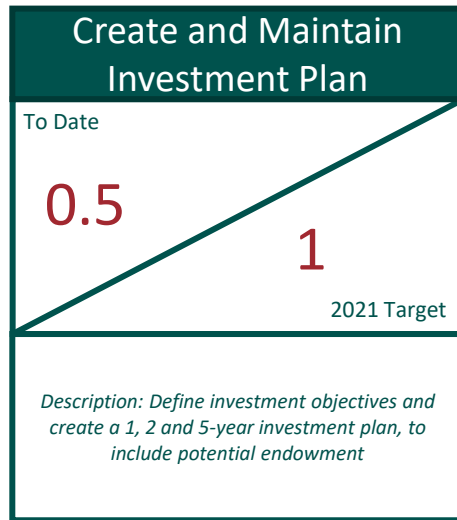 Create and Maintain
Investment Plan
To Date
0.5
1
2021 Target
Description: Define investment objectives and
create a 1, 2 and 5-year investment plan, to
include potential endowment